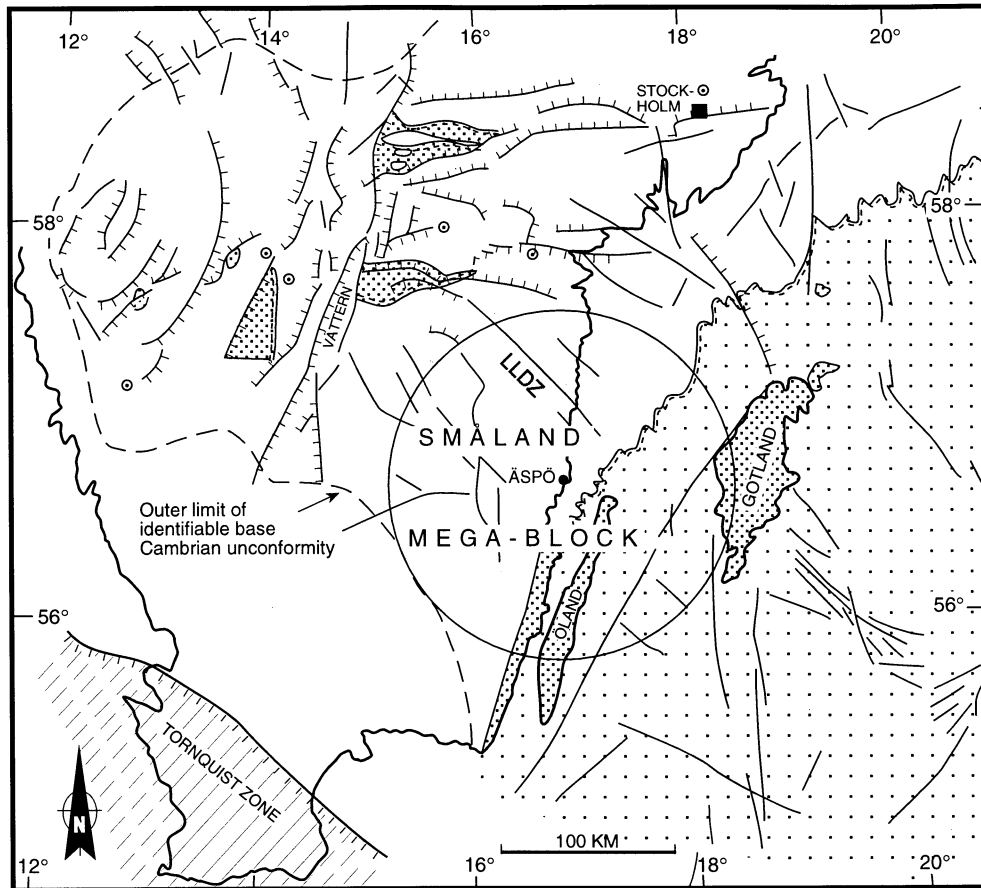 12°
14°
16°
18°
20°
STOCK-
HOLM
58°
58°
VÄTTERN
LLDZ
SMÅLAND
ÄSPÖ
GOTLAND
Outer limit of
identifiable base
Cambrian unconformity
MEGA-BLOCK
ÖLAND
56°
56°
TORNQUIST ZONE
N
100 KM
12°
16°
18°
20°